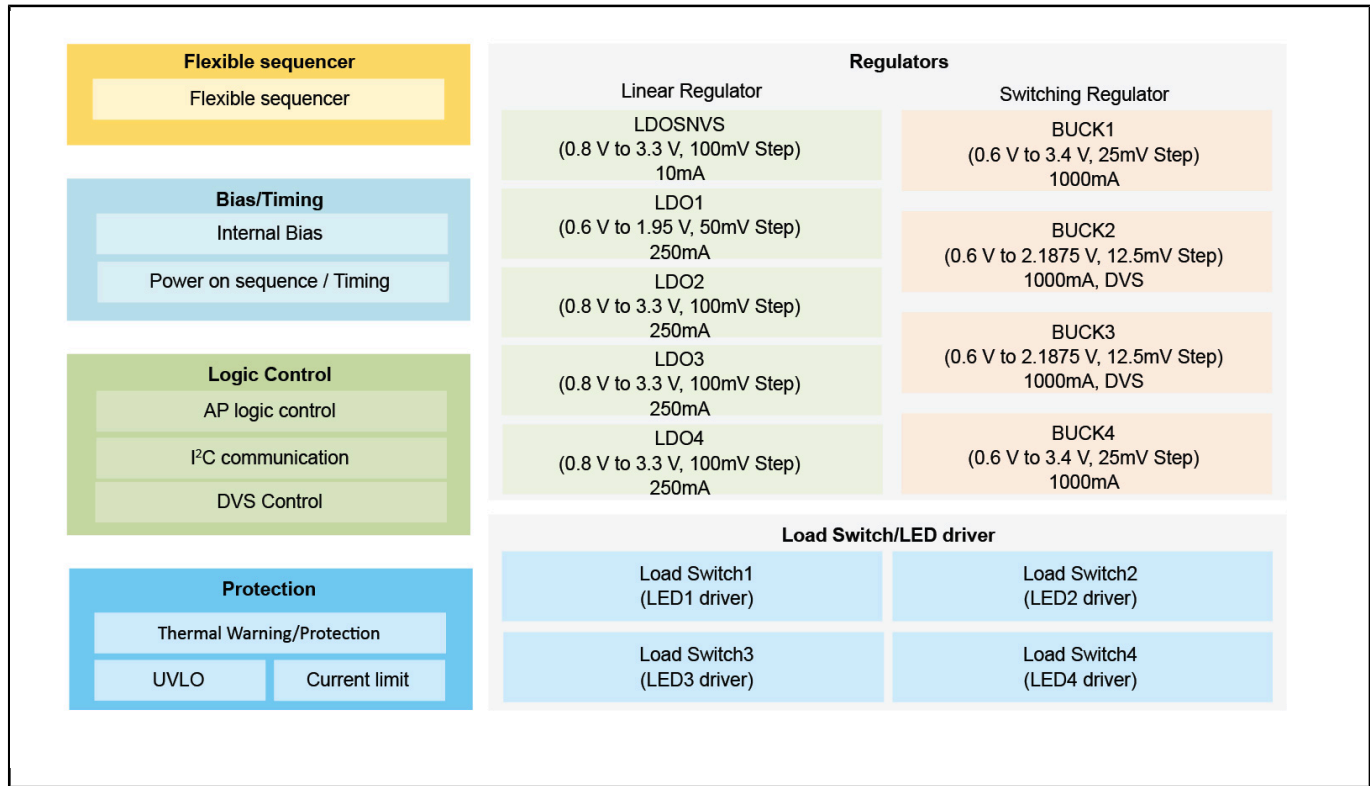 Flexible sequencer
Flexible sequencer
Bias/Timing
Internal Bias
Power on sequence / Timing
Logic Control
AP logic control
I²C communication
DVS Control
Protection
Thermal Warning/Protection
UVLO
Current limit
Regulators
Linear Regulator
LDOSNVS
(0.8 V to 3.3 V, 100mV Step)
10mA
LDO1
(0.6 V to 1.95 V, 50mV Step)
250mA
LDO2
(0.8 V to 3.3 V, 100mV Step)
250mA
LDO3
(0.8 V to 3.3 V, 100mV Step)
250mA
LDO4
(0.8 V to 3.3 V, 100mV Step)
250mA
Switching Regulator
BUCK1
(0.6 V to 3.4 V, 25mV Step)
1000mA
BUCK2
(0.6 V to 2.1875 V, 12.5mV Step)
1000mA, DVS
BUCK3
(0.6 V to 2.1875 V, 12.5mV Step)
1000mA, DVS
BUCK4
(0.6 V to 3.4 V, 25mV Step)
1000mA
Load Switch/LED driver
Load Switch1
(LED1 driver)
Load Switch2
(LED2 driver)
Load Switch3
(LED3 driver)
Load Switch4
(LED4 driver)